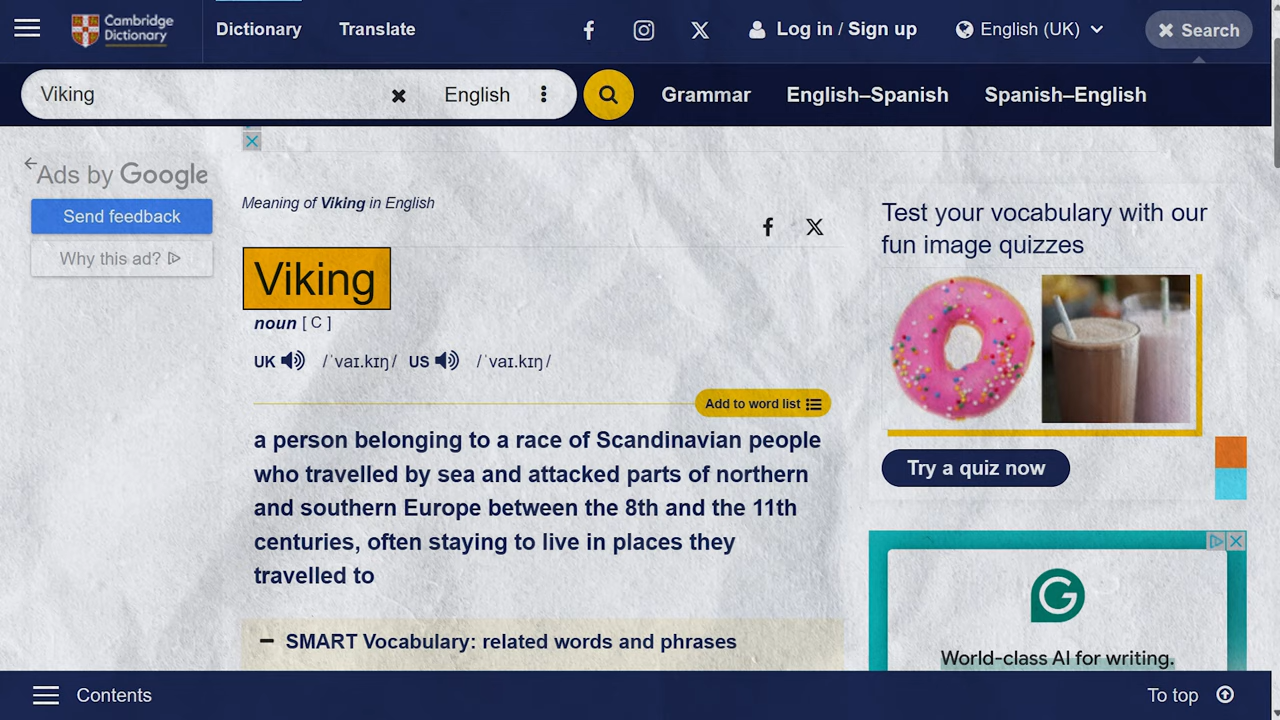 Cambridge
Dictionary
Dictionary
Translate
Log in / Sign up
English (UK)
Search
Viking
English
Grammar
English–Spanish
Spanish–English
Ads by Google
Send feedback
Why this ad?
Meaning of Viking in English
Viking
noun [ C ]
UK /ˈvaɪ.kɪŋ/ US /ˈvaɪ.kɪŋ/
Add to word list
a person belonging to a race of Scandinavian people
who travelled by sea and attacked parts of northern
and southern Europe between the 8th and the 11th
centuries, often staying to live in places they
travelled to
SMART Vocabulary: related words and phrases
Test your vocabulary with our
fun image quizzes
Try a quiz now
World-class AI for writing.
Contents
To top